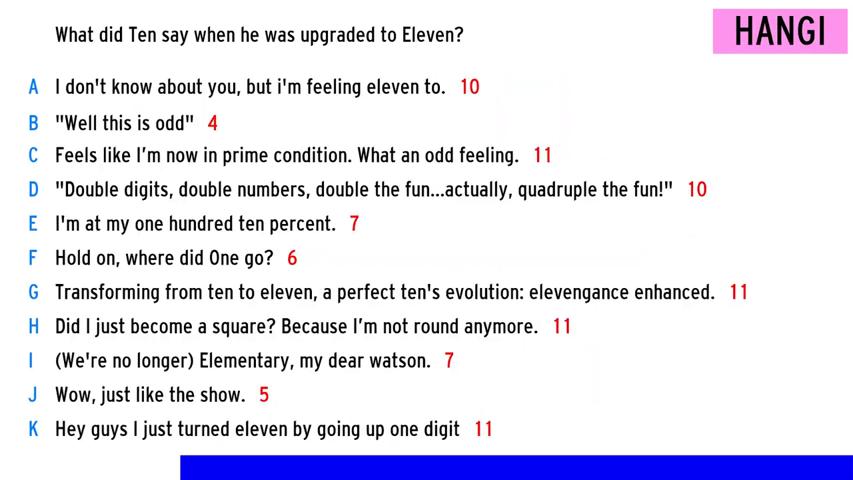 What did Ten say when he was upgraded to Eleven?
HANGI
A I don't know about you, but i'm feeling eleven to. 10
B "Well this is odd" 4
C Feels like I'm now in prime condition. What an odd feeling. 11
D "Double digits, double numbers, double the fun...actually, quadruple the fun!" 10
E I'm at my one hundred ten percent. 7
F Hold on, where did One go? 6
G Transforming from ten to eleven, a perfect ten's evolution: elevengance enhanced. 11
H Did I just become a square? Because I'm not round anymore. 11
I (We're no longer) Elementary, my dear watson. 7
J Wow, just like the show. 5
K Hey guys I just turned eleven by going up one digit 11